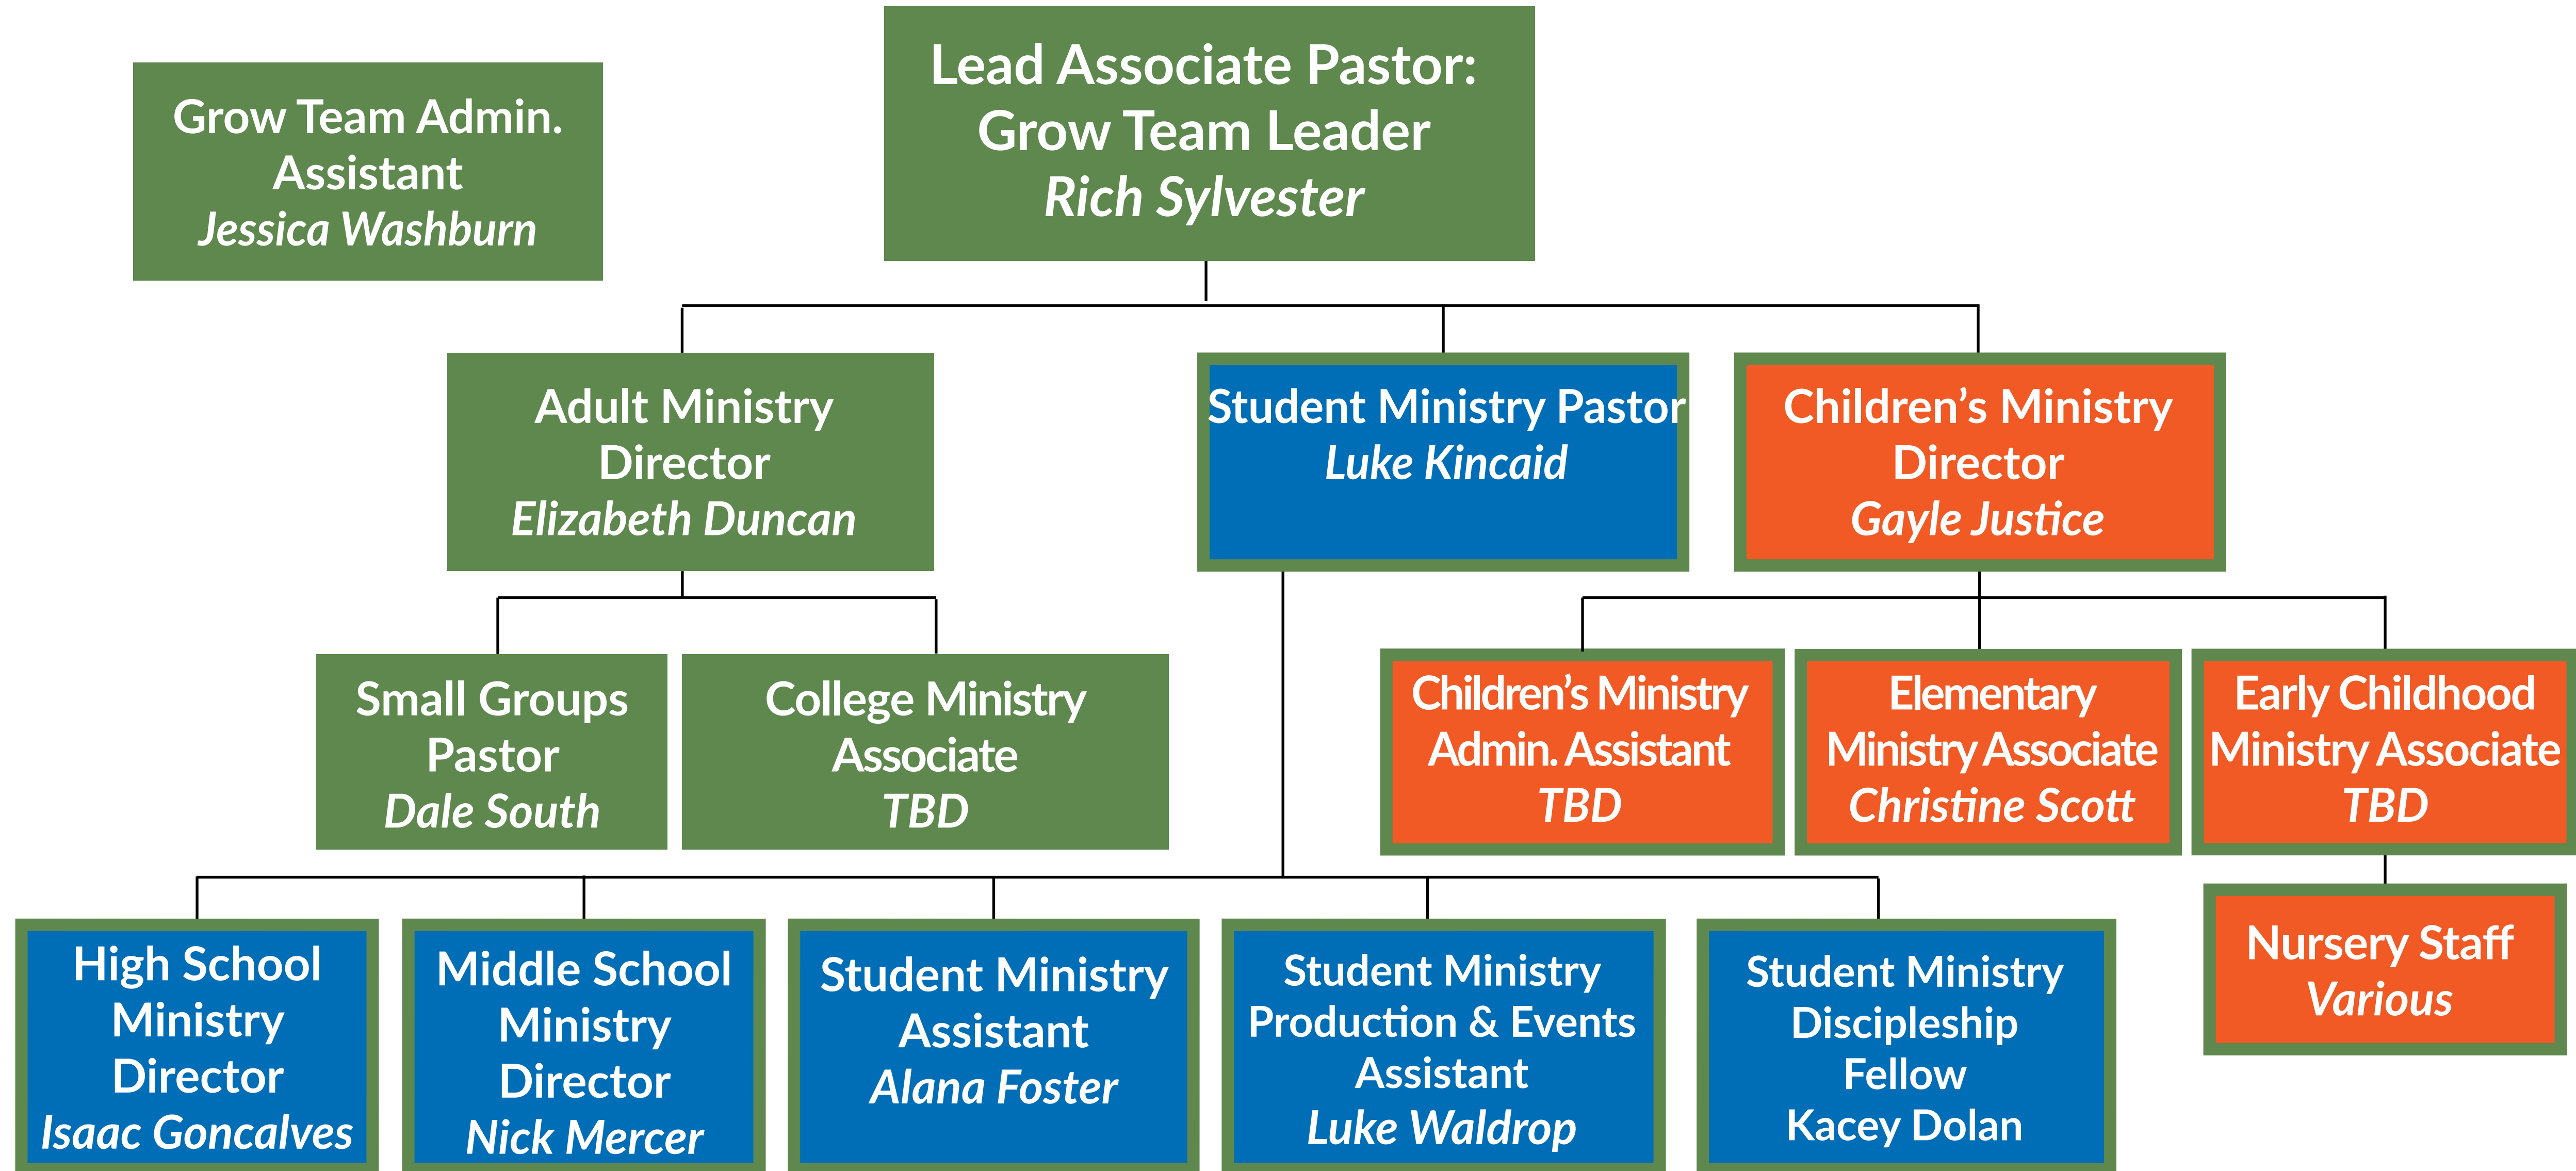 Grow Team Admin.
Assistant
Jessica Washburn
Lead Associate Pastor:
Grow Team Leader
Rich Sylvester
Adult Ministry
Director
Elizabeth Duncan
Student Ministry Pastor
Luke Kincaid
Children’s Ministry
Director
Gayle Justice
Small Groups
Pastor
Dale South
College Ministry
Associate
TBD
Children’s Ministry
Admin. Assistant
TBD
Elementary
Ministry Associate
Christine Scott
Early Childhood
Ministry Associate
TBD
High School
Ministry
Director
Isaac Goncalves
Middle School
Ministry
Director
Nick Mercer
Student Ministry
Assistant
Alana Foster
Student Ministry
Production & Events
Assistant
Luke Waldrop
Student Ministry
Discipleship
Fellow
Kacey Dolan
Nursery Staff
Various